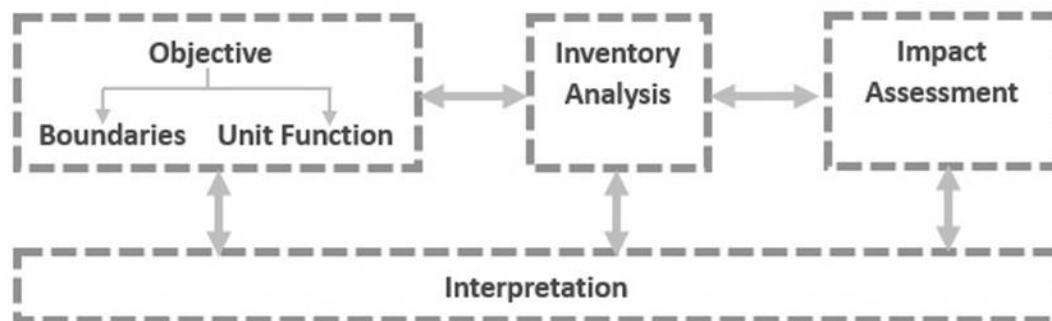 Objective
Boundaries
Unit Function
Inventory
Analysis
Impact
Assessment
Interpretation